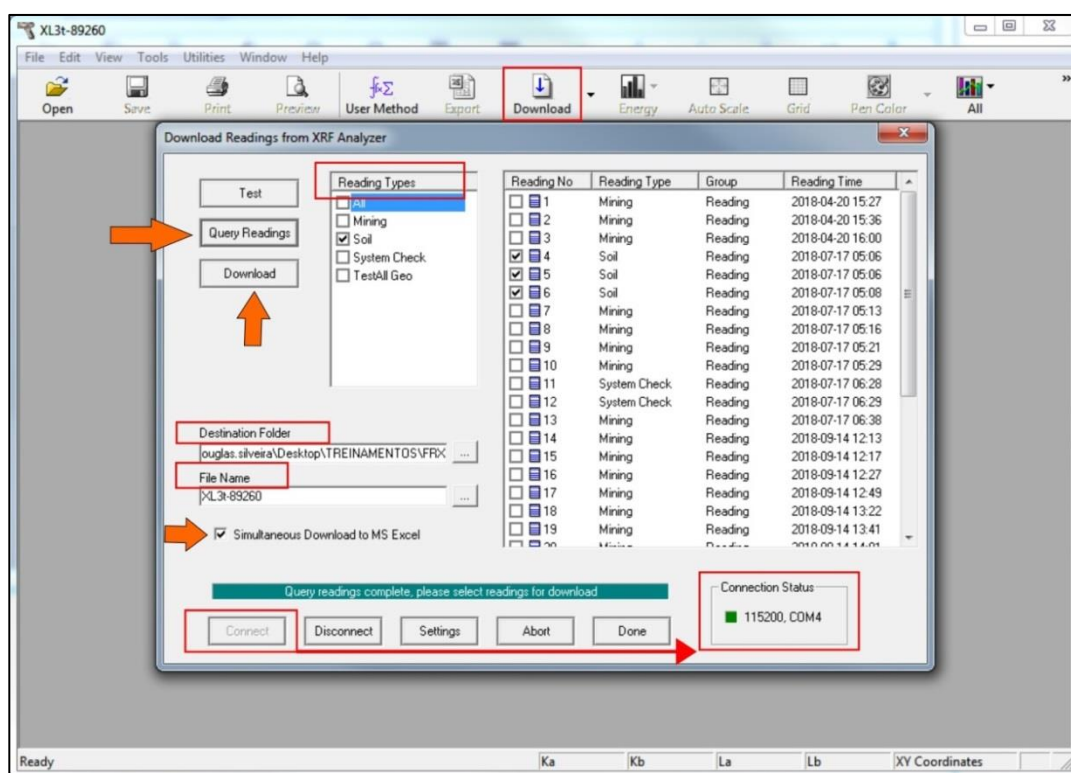 XL3t-89260
File Edit View Tools Utilities Window Help
Open Save Print Preview User Method Export Download Energy Auto Scale Grid Pen Color All
Download Readings from XRF Analyzer
Test
Query Readings
Download
Reading Types
All
Mining
Soil
System Check
TestAll Geo
Reading No Reading Type Group Reading Time
1 Mining Reading 2018-04-20 15:27
2 Mining Reading 2018-04-20 15:36
3 Mining Reading 2018-04-20 16:00
4 Soil Reading 2018-07-17 05:06
5 Soil Reading 2018-07-17 05:06
6 Soil Reading 2018-07-17 05:08
7 Mining Reading 2018-07-17 05:13
8 Mining Reading 2018-07-17 05:16
9 Mining Reading 2018-07-17 05:21
10 Mining Reading 2018-07-17 05:29
11 System Check Reading 2018-07-17 06:28
12 System Check Reading 2018-07-17 06:29
13 Mining Reading 2018-07-17 06:38
14 Mining Reading 2018-09-14 12:13
15 Mining Reading 2018-09-14 12:17
16 Mining Reading 2018-09-14 12:27
17 Mining Reading 2018-09-14 12:49
18 Mining Reading 2018-09-14 13:22
19 Mining Reading 2018-09-14 13:41
Destination Folder
ouglas.silveira\Desktop\TREINAMENTOS\FRX ...
File Name
XL3t-89260 ...
Simultaneous Download to MS Excel
Query readings complete, please select readings for download
Connect Disconnect Settings Abort Done
Connection Status
115200, COM4
Ready Ka Kb La Lb XY Coordinates